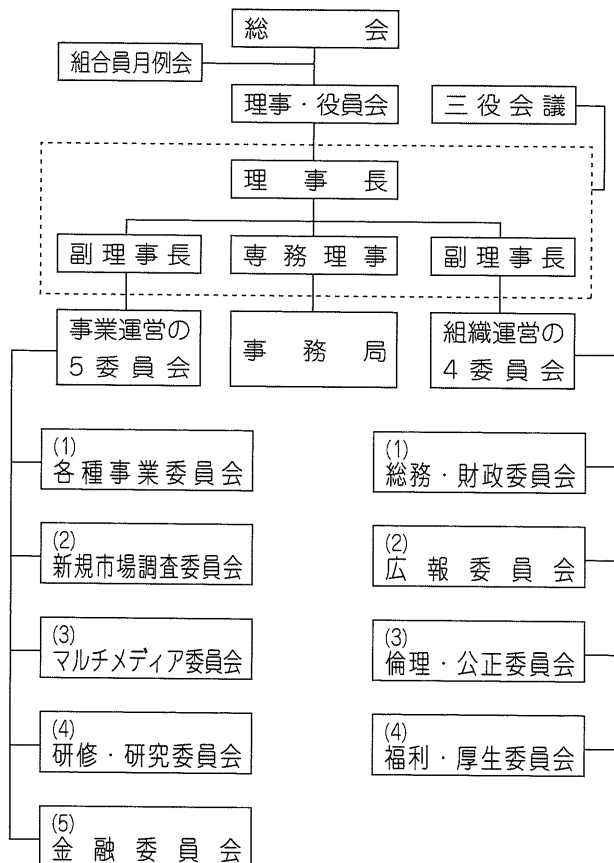 総会
組合員月例会
理事・役員会
三役会議
理事長
副理事長
専務理事
副理事長
事業運営の
5委員会
事務局
組織運営の
4委員会
(1)
各種事業委員会
(2)
新規市場調査委員会
(3)
マルチメディア委員会
(4)
研修・研究委員会
(5)
金融委員会
(1)
総務・財政委員会
(2)
広報委員会
(3)
倫理・公正委員会
(4)
福利・厚生委員会